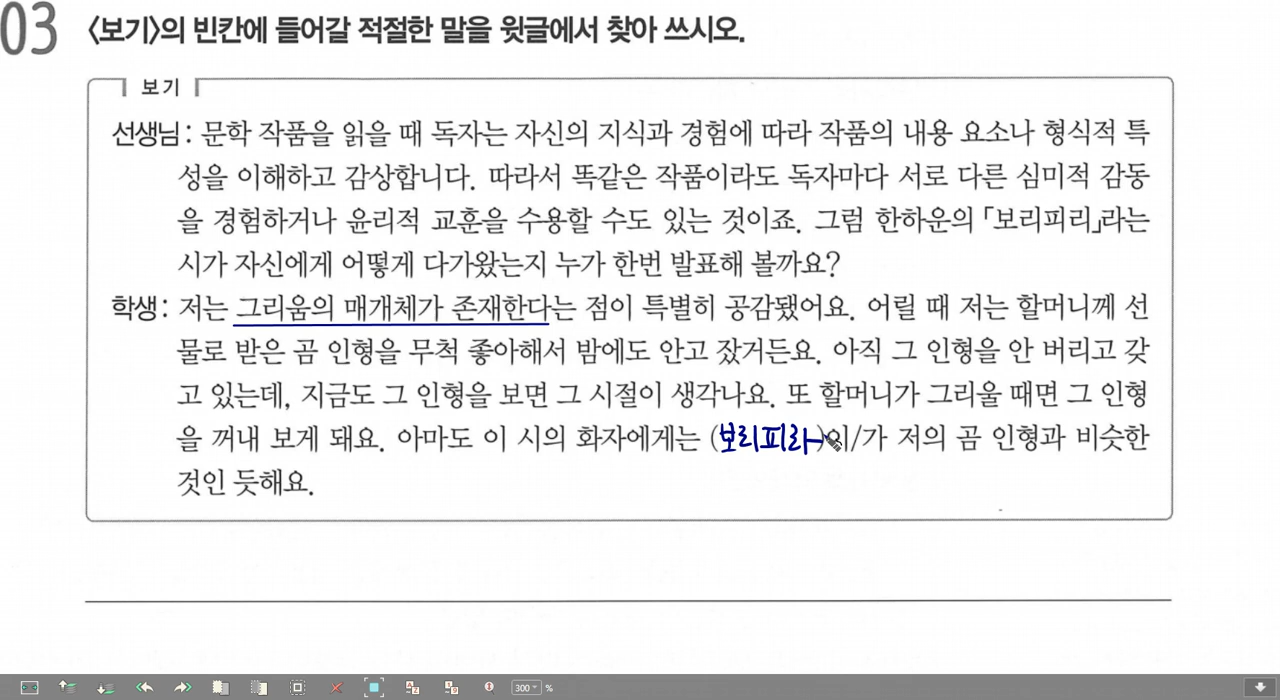 03 〈보기〉의 빈칸에 들어갈 적절한 말을 윗글에서 찾아 쓰시오.
보기
선생님 : 문학 작품을 읽을 때 독자는 자신의 지식과 경험에 따라 작품의 내용 요소나 형식적 특
성을 이해하고 감상합니다. 따라서 똑같은 작품이라도 독자마다 서로 다른 심미적 감동
을 경험하거나 윤리적 교훈을 수용할 수도 있는 것이죠. 그럼 한하운의 「보리피리」라는
시가 자신에게 어떻게 다가왔는지 누가 한번 발표해 볼까요?
학생 : 저는 그리움의 매개체가 존재한다는 점이 특별히 공감됐어요. 어릴 때 저는 할머니께 선
물로 받은 곰 인형을 무척 좋아해서 밤에도 안고 잤거든요. 아직 그 인형을 안 버리고 갖
고 있는데, 지금도 그 인형을 보면 그 시절이 생각나요. 또 할머니가 그리울 때면 그 인형
을 꺼내 보게 돼요. 아마도 이 시의 화자에게는 (보리피라)이/가 저의 곰 인형과 비슷한
것인 듯해요.
300 %